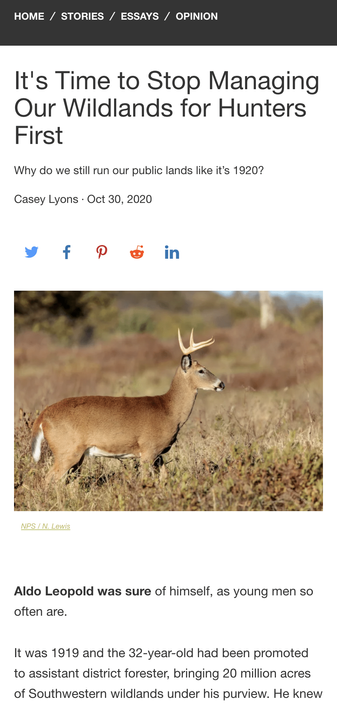 HOME / STORIES / ESSAYS / OPINION
It's Time to Stop Managing
Our Wildlands for Hunters
First
Why do we still run our public lands like it’s 1920?
Casey Lyons · Oct 30, 2020
NPS / N. Lewis
Aldo Leopold was sure of himself, as young men so
often are.
It was 1919 and the 32-year-old had been promoted
to assistant district forester, bringing 20 million acres
of Southwestern wildlands under his purview. He knew